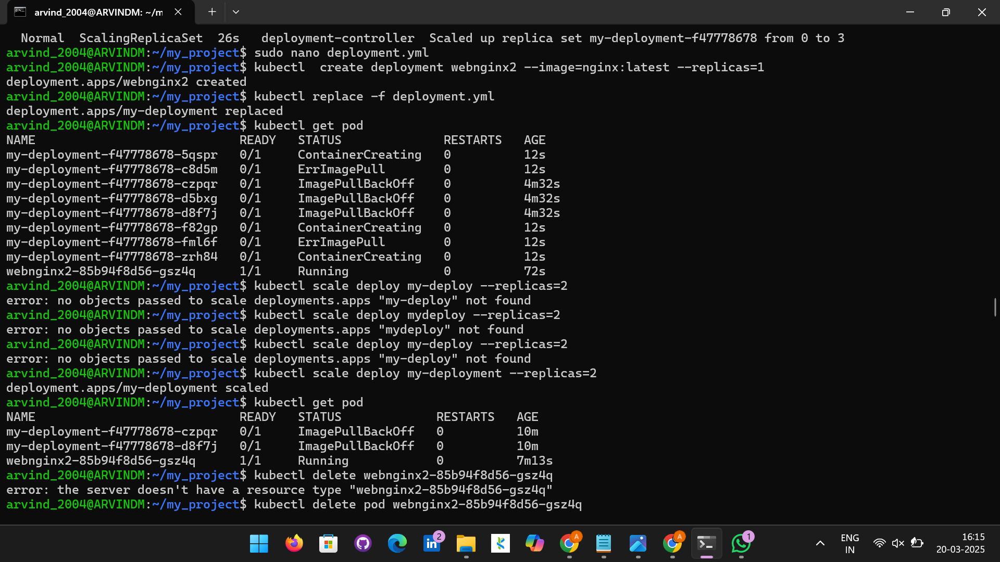 arvind_2004@ARVINDM: ~/m
  Normal  ScalingReplicaSet  26s   deployment-controller  Scaled up replica set my-deployment-f47778678 from 0 to 3
arvind_2004@ARVINDM:~/my_project$ sudo nano deployment.yml
arvind_2004@ARVINDM:~/my_project$ kubectl  create deployment webnginx2 --image=nginx:latest --replicas=1
deployment.apps/webnginx2 created
arvind_2004@ARVINDM:~/my_project$ kubectl replace -f deployment.yml
deployment.apps/my-deployment replaced
arvind_2004@ARVINDM:~/my_project$ kubectl get pod
NAME                            READY   STATUS              RESTARTS   AGE
my-deployment-f47778678-5qspr   0/1     ContainerCreating   0          12s
my-deployment-f47778678-c8d5m   0/1     ErrImagePull        0          12s
my-deployment-f47778678-czpqr   0/1     ImagePullBackOff    0          4m32s
my-deployment-f47778678-d5bxg   0/1     ImagePullBackOff    0          4m32s
my-deployment-f47778678-d8f7j   0/1     ImagePullBackOff    0          4m32s
my-deployment-f47778678-f82gp   0/1     ContainerCreating   0          12s
my-deployment-f47778678-fml6f   0/1     ErrImagePull        0          12s
my-deployment-f47778678-zrh84   0/1     ContainerCreating   0          12s
webnginx2-85b94f8d56-gsz4q      1/1     Running             0          72s
arvind_2004@ARVINDM:~/my_project$ kubectl scale deploy my-deploy --replicas=2
error: no objects passed to scale deployments.apps "my-deploy" not found
arvind_2004@ARVINDM:~/my_project$ kubectl scale deploy mydeploy --replicas=2
error: no objects passed to scale deployments.apps "mydeploy" not found
arvind_2004@ARVINDM:~/my_project$ kubectl scale deploy my-deploy --replicas=2
error: no objects passed to scale deployments.apps "my-deploy" not found
arvind_2004@ARVINDM:~/my_project$ kubectl scale deploy my-deployment --replicas=2
deployment.apps/my-deployment scaled
arvind_2004@ARVINDM:~/my_project$ kubectl get pod
NAME                            READY   STATUS             RESTARTS   AGE
my-deployment-f47778678-czpqr   0/1     ImagePullBackOff   0          10m
my-deployment-f47778678-d8f7j   0/1     ImagePullBackOff   0          10m
webnginx2-85b94f8d56-gsz4q      1/1     Running            0          7m13s
arvind_2004@ARVINDM:~/my_project$ kubectl delete webnginx2-85b94f8d56-gsz4q
error: the server doesn't have a resource type "webnginx2-85b94f8d56-gsz4q"
arvind_2004@ARVINDM:~/my_project$ kubectl delete pod webnginx2-85b94f8d56-gsz4q
in 2
A
A
1
ENG
IN
16:15
20-03-2025